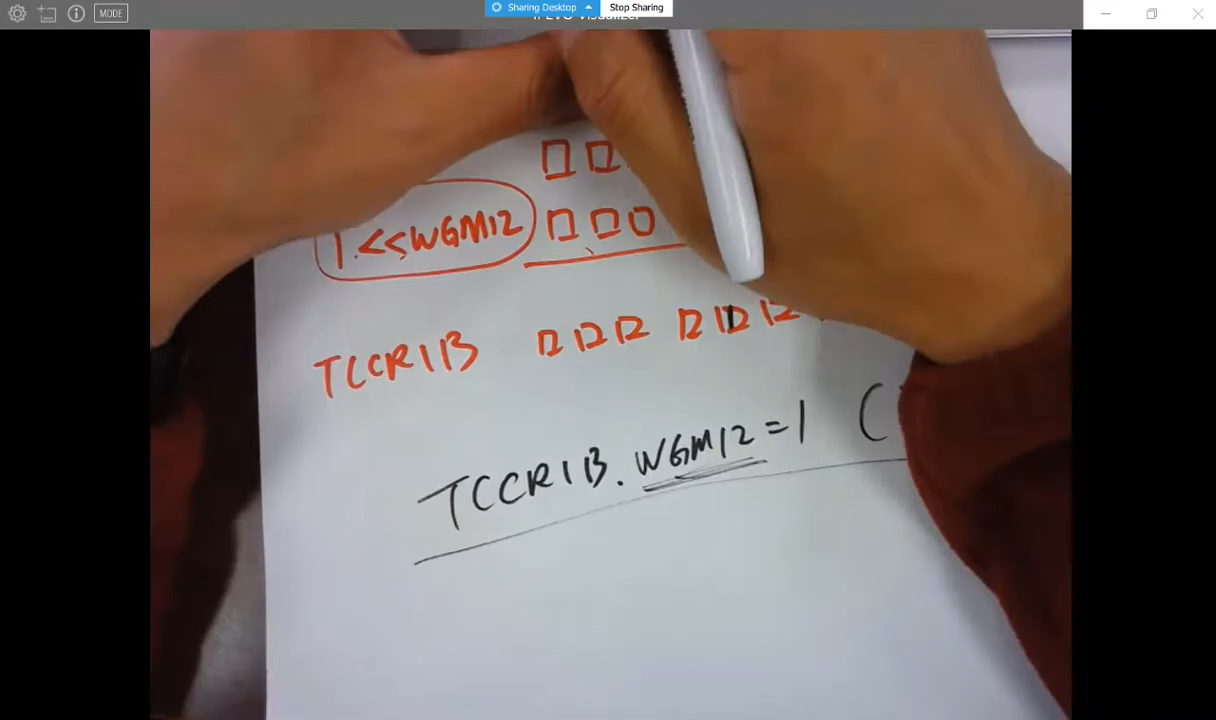 MODE
Sharing Desktop Stop Sharing
1<<WGM12
TCCR1B
TCCR1B.WGM12=1 (